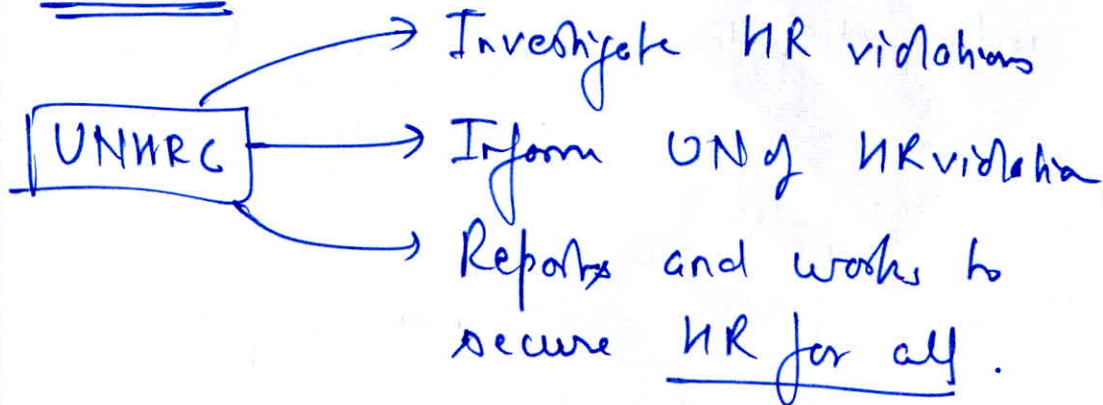 UNHRC
Investigate HR violations
Inform UN of HR violation
Reports and works to
secure HR for all.